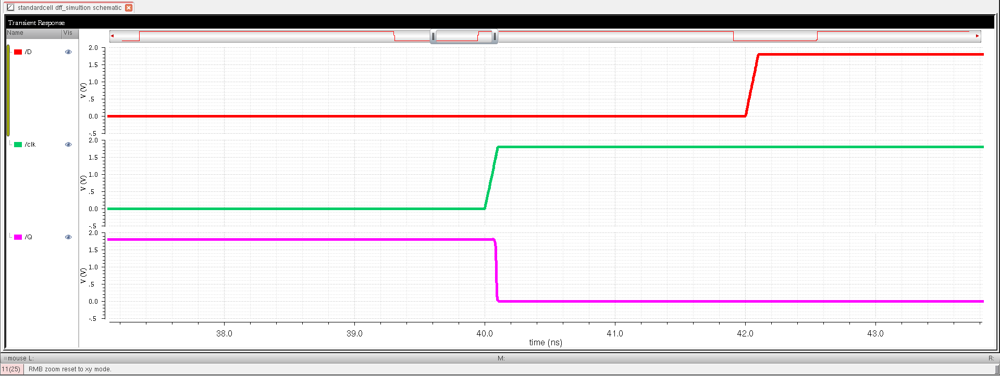 standardcell dff_simultion schematic
Transient Response
Name Vis
/D
2.0
1.5
1.0
.5
0.0
-.5
V (V)
/clk
2.0
1.5
1.0
.5
0.0
-.5
V (V)
/Q
2.0
1.5
1.0
.5
0.0
-.5
V (V)
38.0 39.0 40.0 41.0 42.0 43.0
time (ns)
mouse L: M: R:
11(25) RMB zoom reset to xy mode.